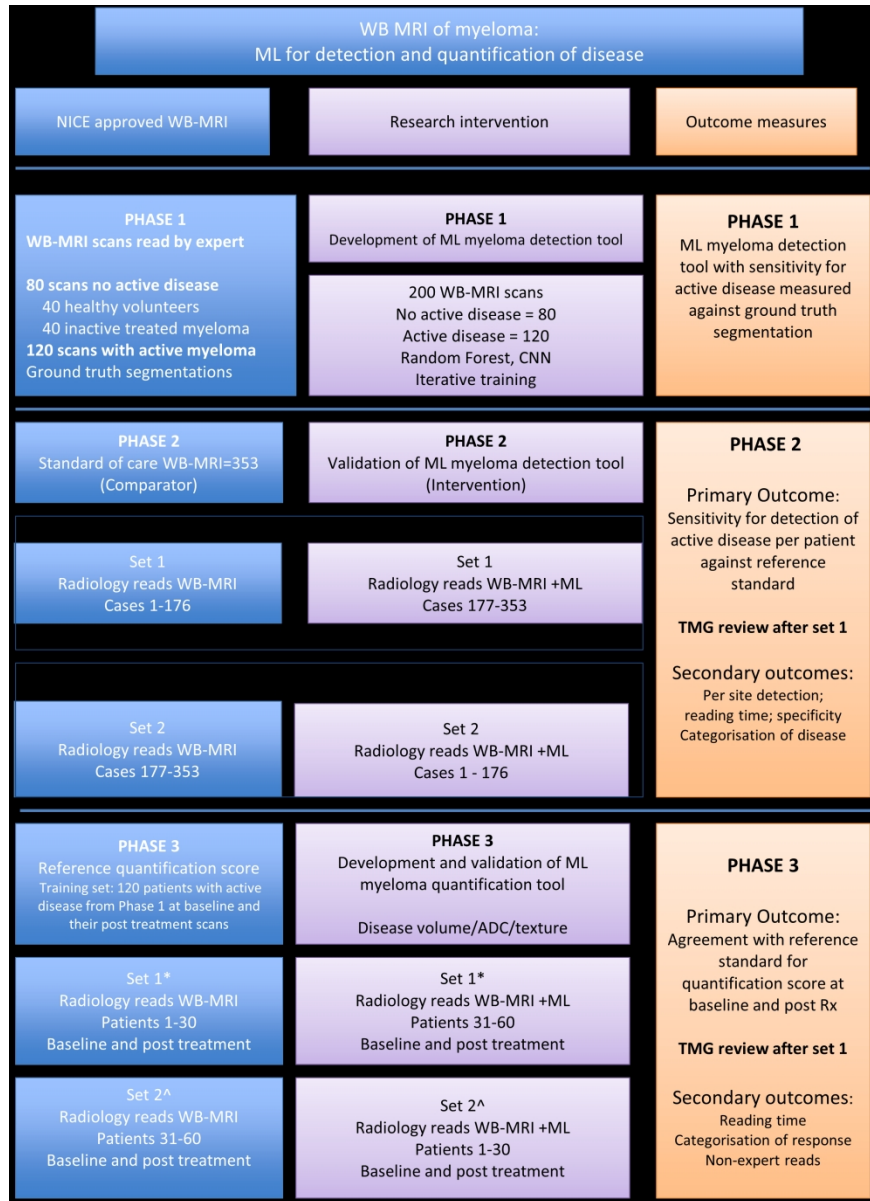 WB MRI of myeloma:
ML for detection and quantification of disease
NICE approved WB-MRI
Research intervention
Outcome measures
PHASE 1
WB-MRI scans read by expert
80 scans no active disease
40 healthy volunteers
40 inactive treated myeloma
120 scans with active myeloma
Ground truth segmentations
PHASE 1
Development of ML myeloma detection tool
200 WB-MRI scans
No active disease = 80
Active disease = 120
Random Forest, CNN
Iterative training
PHASE 1
ML myeloma detection
tool with sensitivity for
active disease measured
against ground truth
segmentation
PHASE 2
Standard of care WB-MRI=353
(Comparator)
PHASE 2
Validation of ML myeloma detection tool
(Intervention)
Set 1
Radiology reads WB-MRI
Cases 1-176
Set 1
Radiology reads WB-MRI +ML
Cases 177-353
Set 2
Radiology reads WB-MRI
Cases 177-353
Set 2
Radiology reads WB-MRI +ML
Cases 1 - 176
PHASE 2
Primary Outcome:
Sensitivity for detection of
active disease per patient
against reference
standard
TMG review after set 1
Secondary outcomes:
Per site detection;
reading time; specificity
Categorisation of disease
PHASE 3
Reference quantification score
Training set: 120 patients with active
disease from Phase 1 at baseline and
their post treatment scans
PHASE 3
Development and validation of ML
myeloma quantification tool
Disease volume/ADC/texture
Set 1*
Radiology reads WB-MRI
Patients 1-30
Baseline and post treatment
Set 1*
Radiology reads WB-MRI +ML
Patients 31-60
Baseline and post treatment
Set 2^
Radiology reads WB-MRI
Patients 31-60
Baseline and post treatment
Set 2^
Radiology reads WB-MRI +ML
Patients 1-30
Baseline and post treatment
PHASE 3
Primary Outcome:
Agreement with reference
standard for
quantification score at
baseline and post Rx
TMG review after set 1
Secondary outcomes:
Reading time
Categorisation of response
Non-expert reads